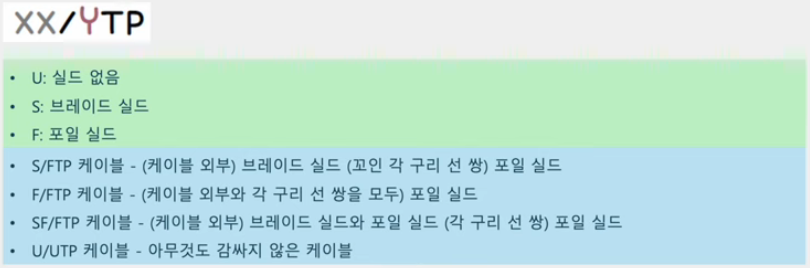 XX/YTP
• U: 실드 없음
• S: 브레이드 실드
• F: 포일 실드
• S/FTP 케이블 - (케이블 외부) 브레이드 실드 (꼬인 각 구리 선 쌍) 포일 실드
• F/FTP 케이블 - (케이블 외부와 각 구리 선 쌍을 모두) 포일 실드
• SF/FTP 케이블 - (케이블 외부) 브레이드 실드와 포일 실드 (각 구리 선 쌍) 포일 실드
• U/UTP 케이블 - 아무것도 감싸지 않은 케이블